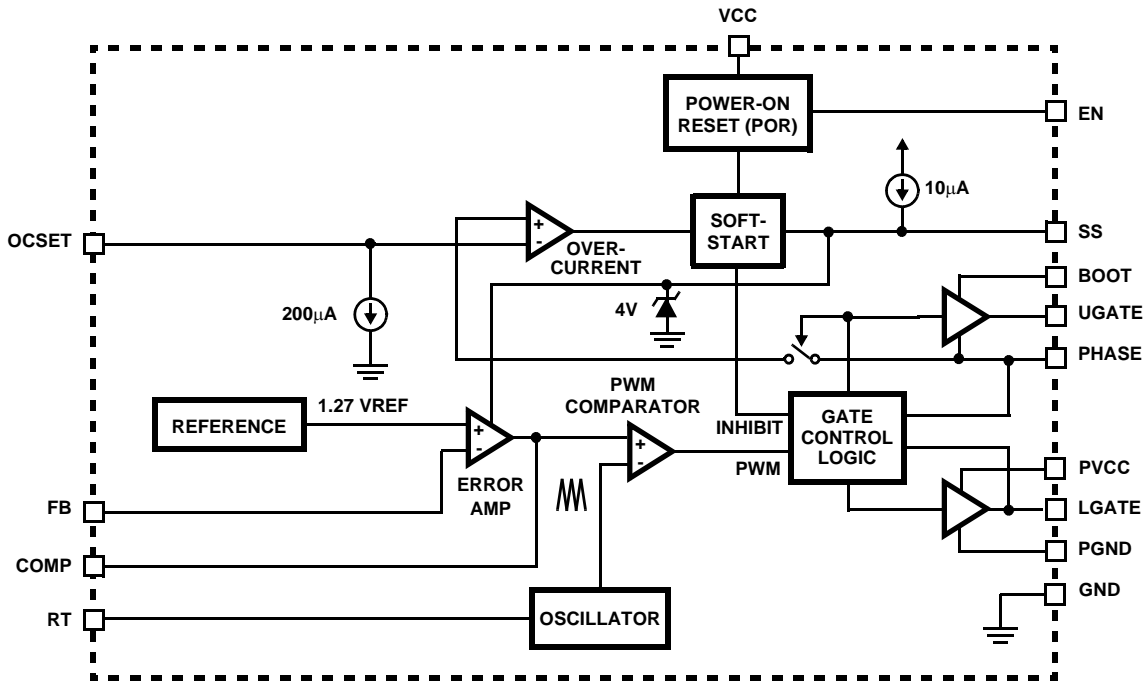 VCC
POWER-ON
RESET (POR)
EN
10μA
SOFT-
START
SS
OCSET
+
-
OVER-
CURRENT
BOOT
200μA
4V
UGATE
PHASE
PWM
COMPARATOR
1.27 VREF
REFERENCE
+
-
+
-
INHIBIT
GATE
CONTROL
LOGIC
PWM
PVCC
ERROR
AMP
FB
LGATE
PGND
COMP
GND
RT
OSCILLATOR